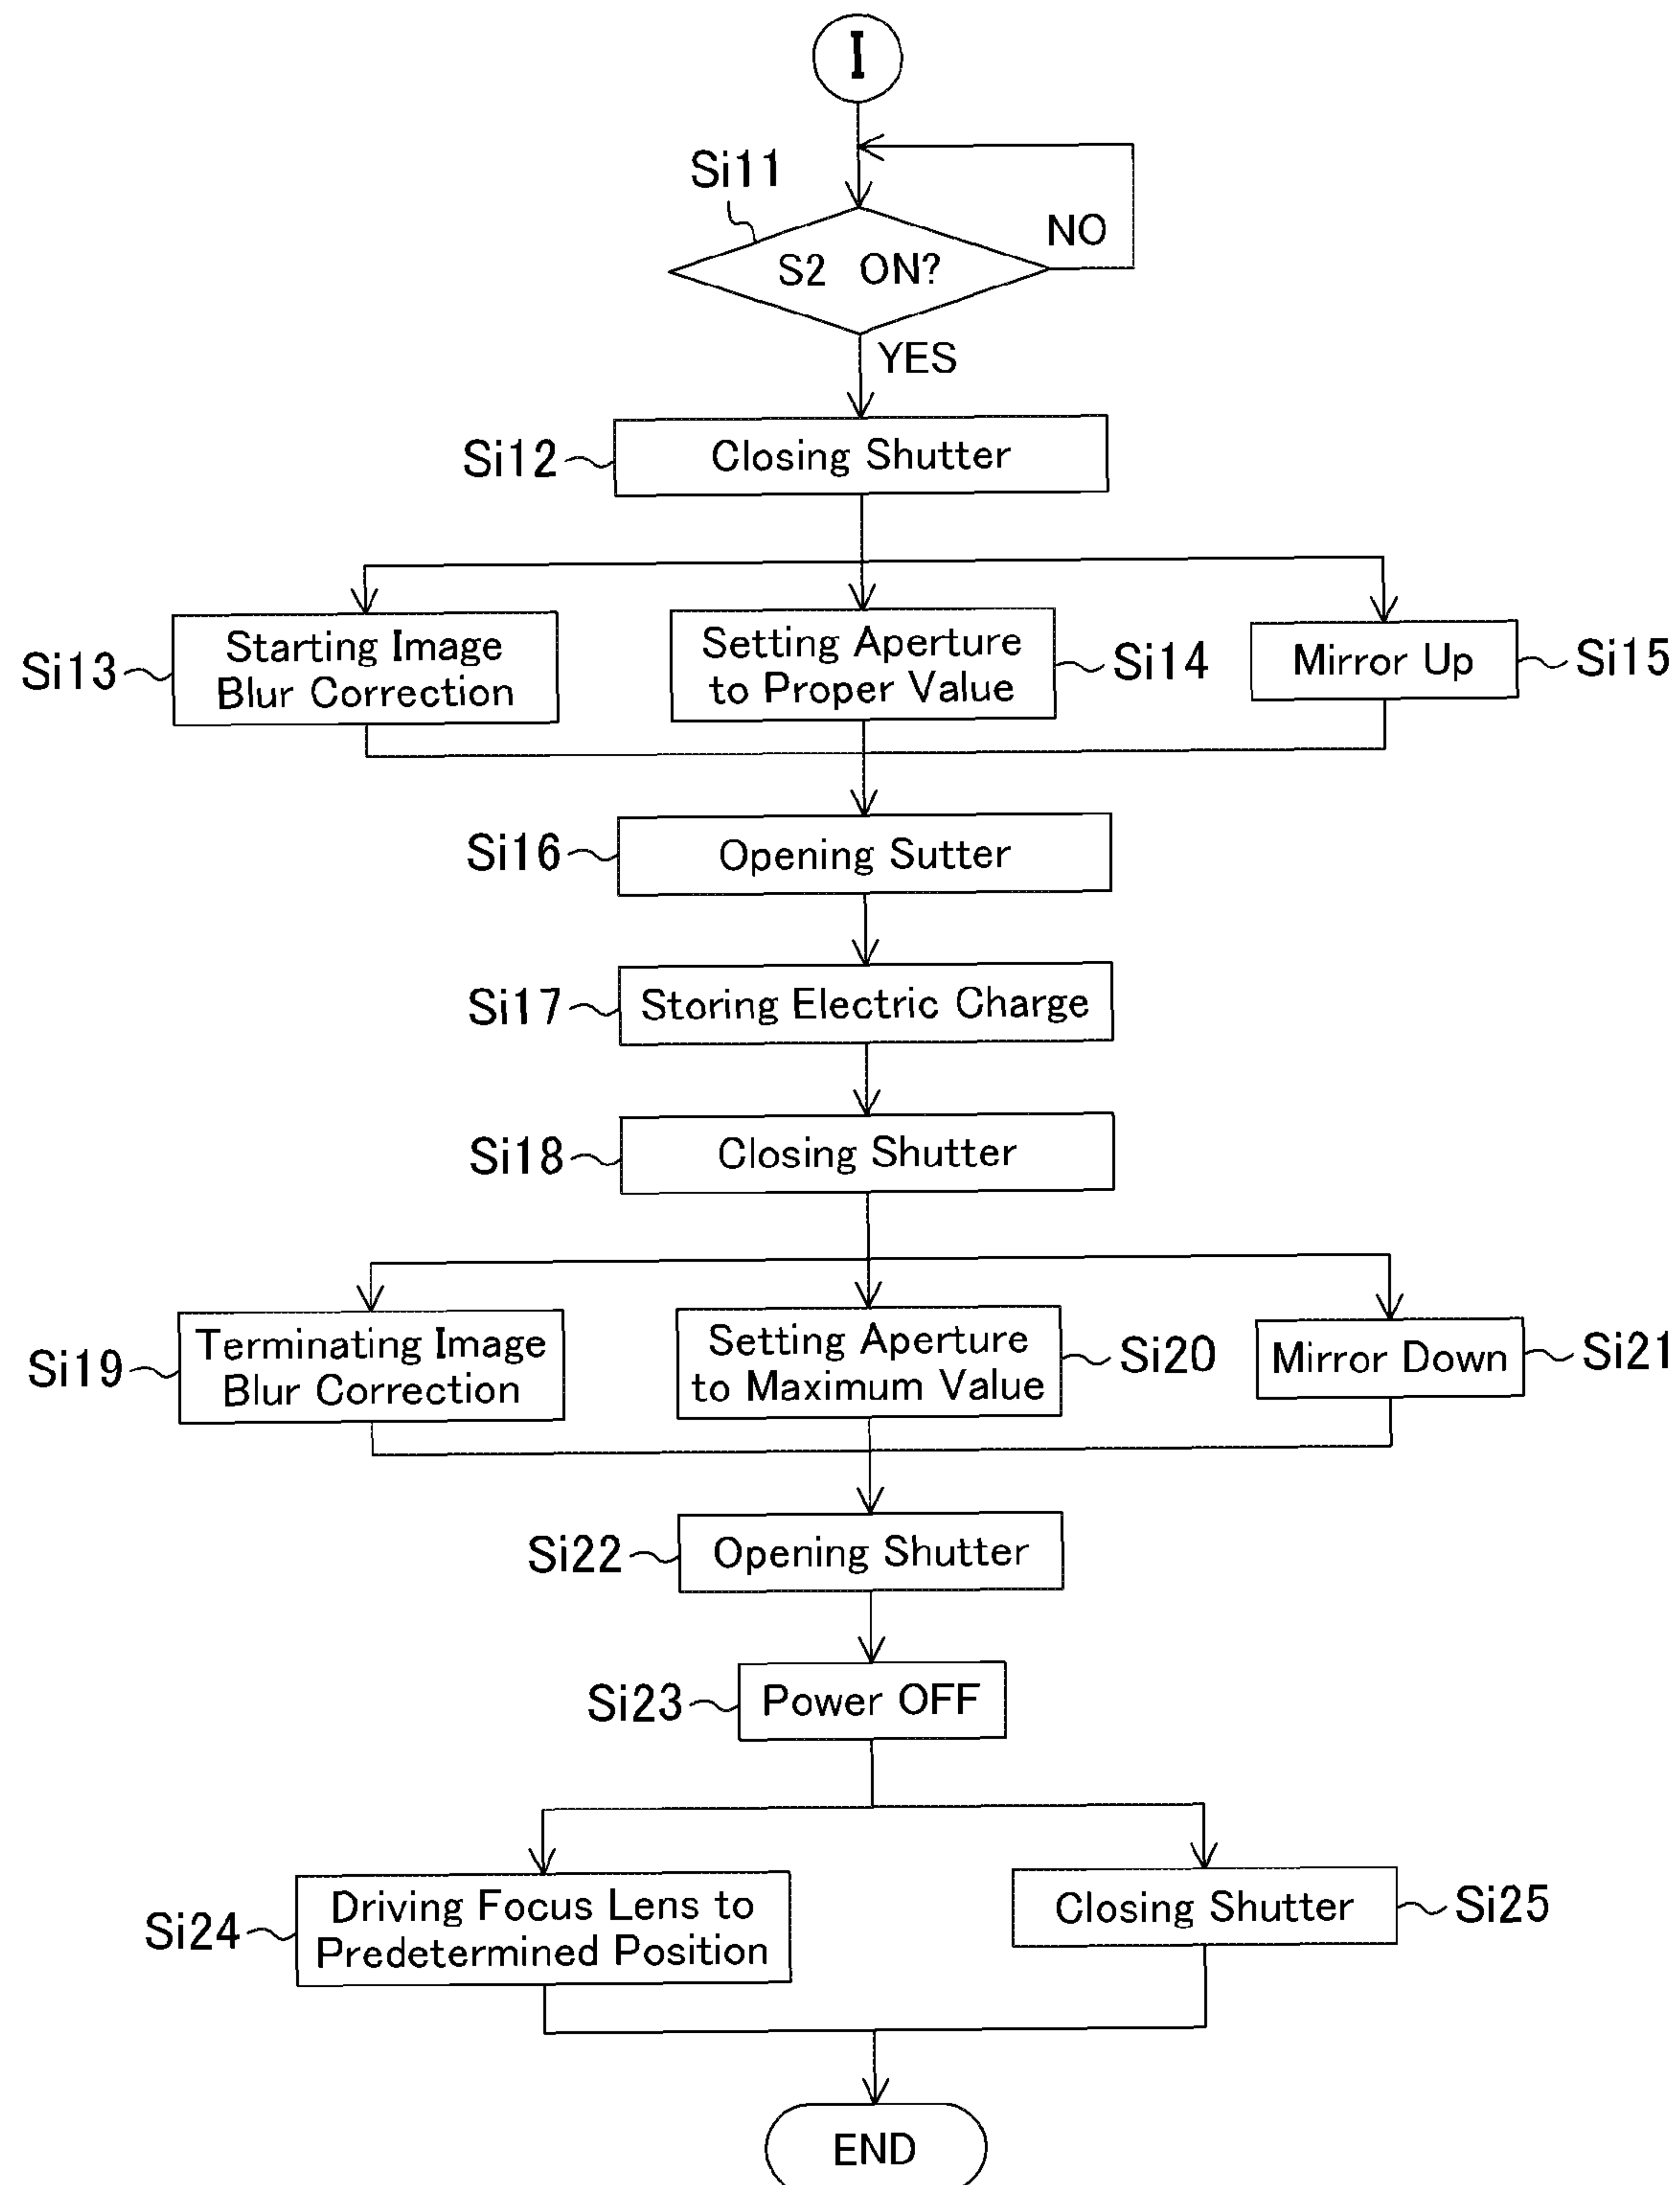 I
Si11
NO
S2 ON?
YES
Si12
Closing Shutter
Si13
Starting Image
Blur Correction
Setting Aperture
to Proper Value
Si14
Mirror Up
Si15
Si16
Opening Sutter
Si17
Storing Electric Charge
Si18
Closing Shutter
Si19
Terminating Image
Blur Correction
Setting Aperture
to Maximum Value
Si20
Mirror Down
Si21
Si22
Opening Shutter
Si23
Power OFF
Si24
Driving Focus Lens to
Predetermined Position
Closing Shutter
Si25
END